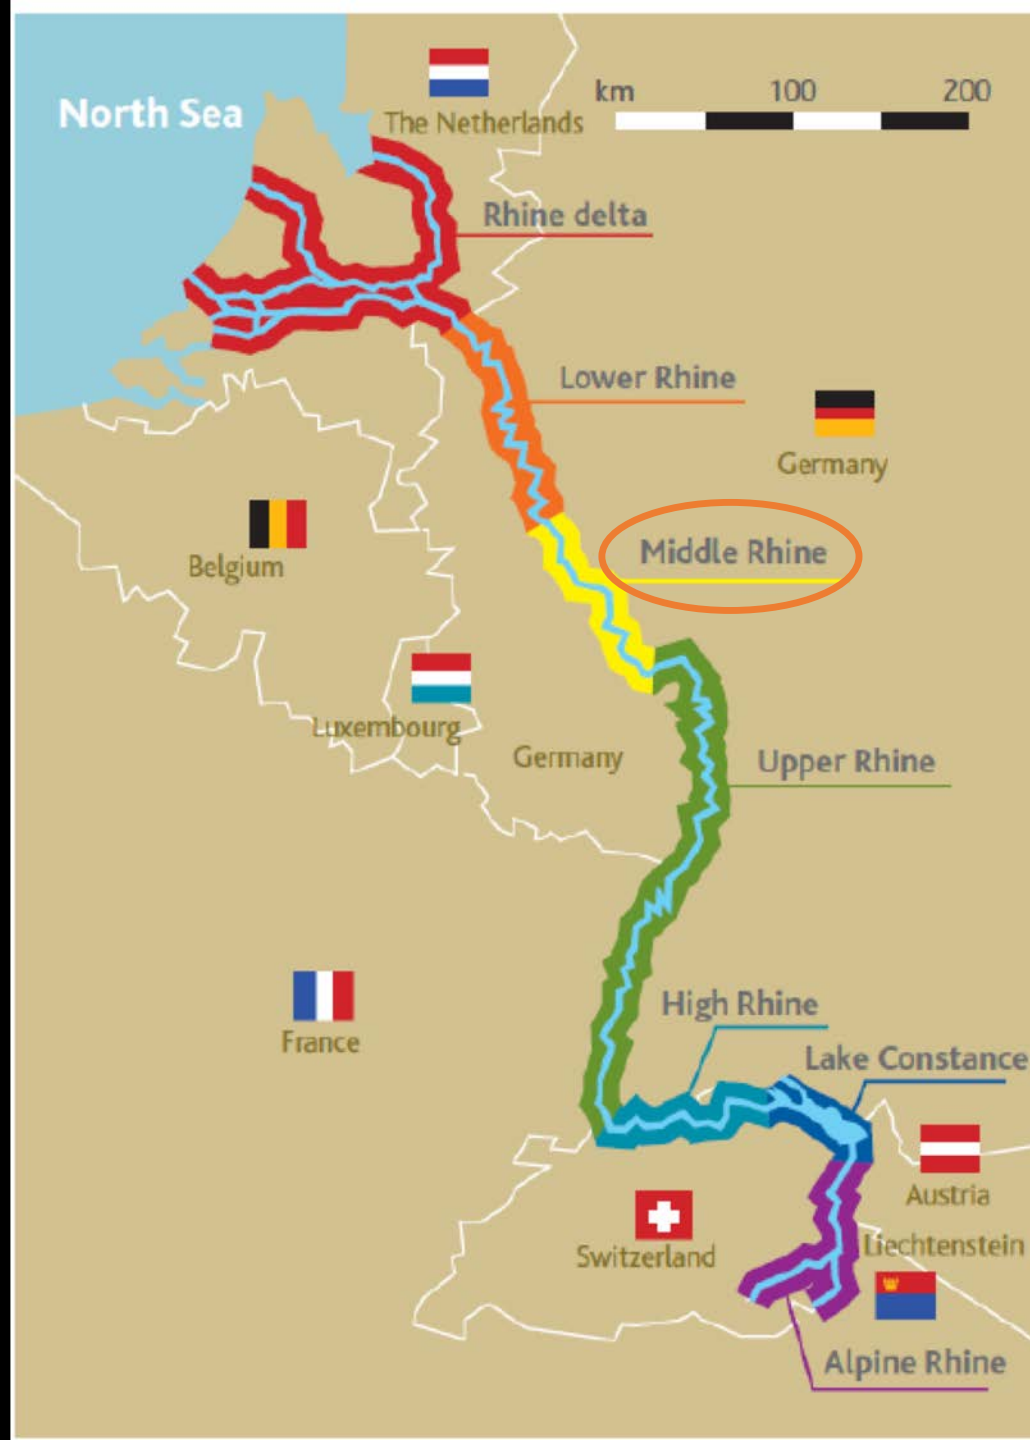 North Sea
The Netherlands
km 100 200
Rhine delta
Lower Rhine
Germany
Middle Rhine
Belgium
Luxembourg
Germany
Upper Rhine
High Rhine
France
Lake Constance
Austria
Switzerland
Liechtenstein
Alpine Rhine